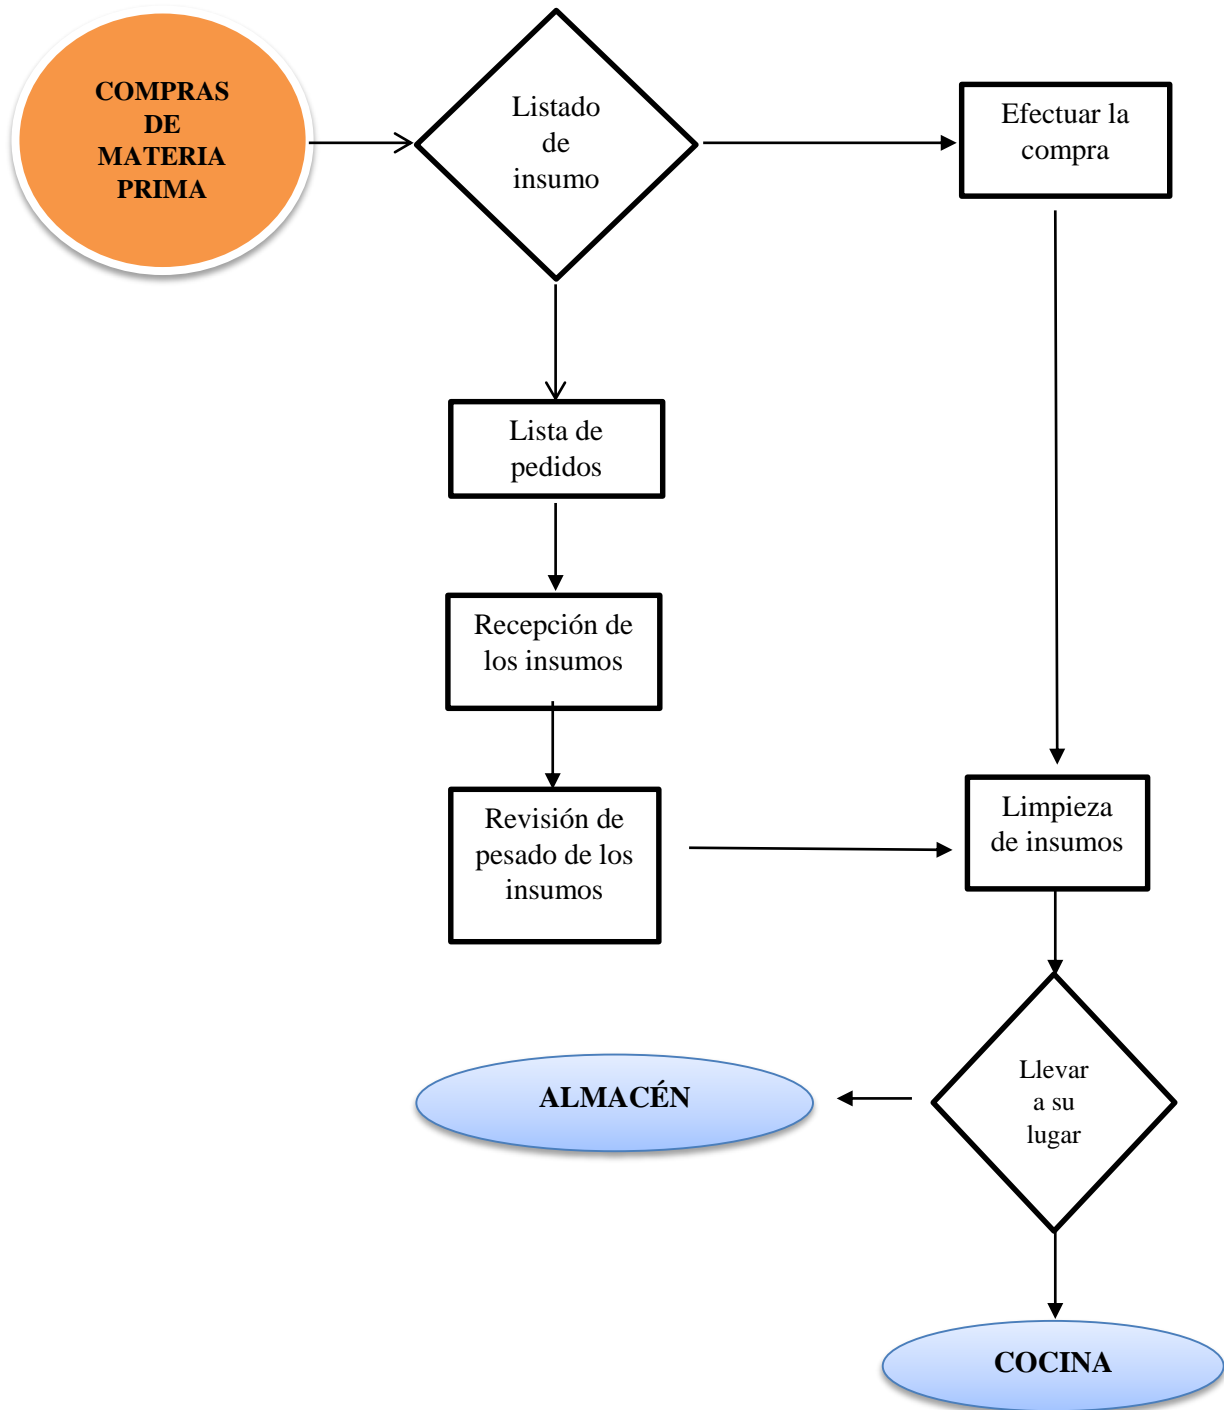 COMPRAS
DE
MATERIA
PRIMA
Listado
de
insumo
Efectuar la
compra
Lista de
pedidos
Recepción de
los insumos
Revisión de
pesado de los
insumos
Limpieza
de insumos
Llevar
a su
lugar
ALMACÉN
COCINA